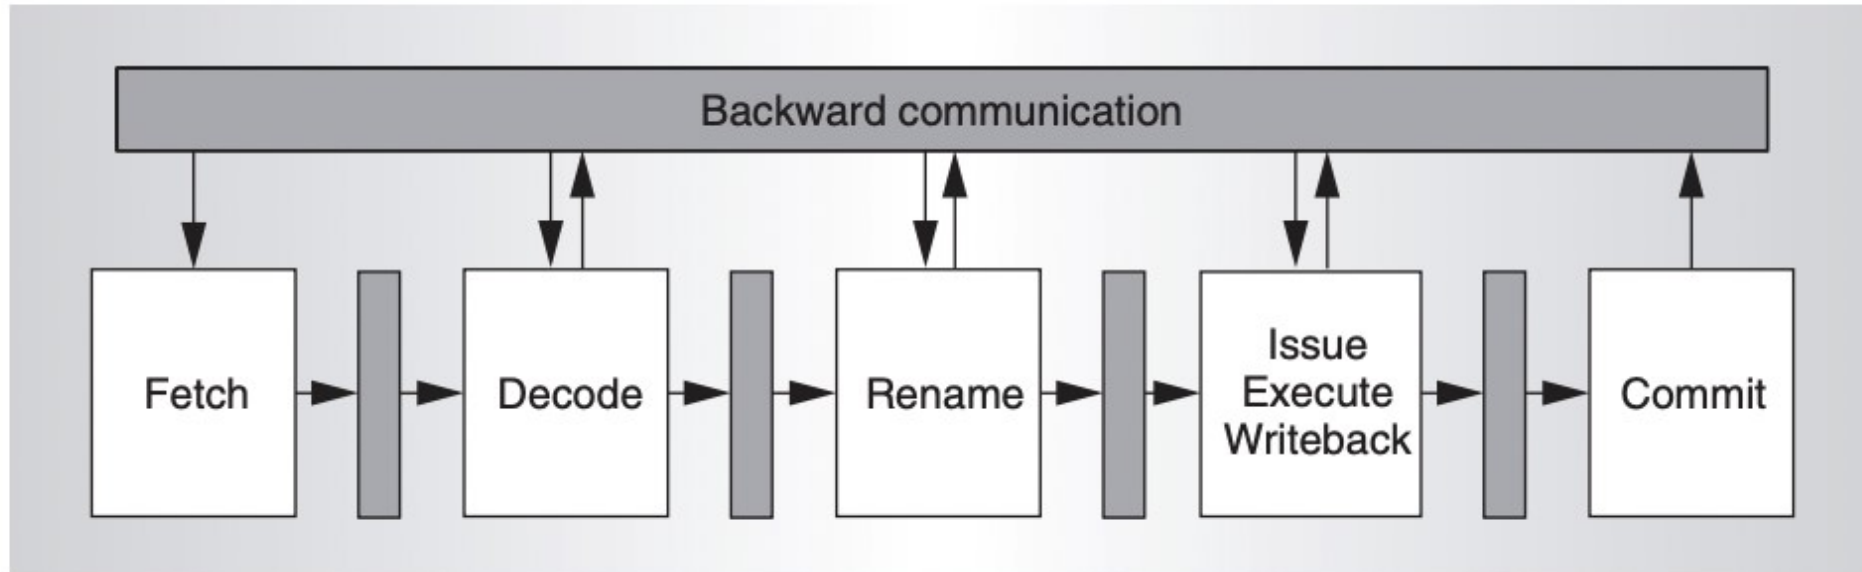 Backward communication
Fetch
Decode
Rename
Issue
Execute
Writeback
Commit